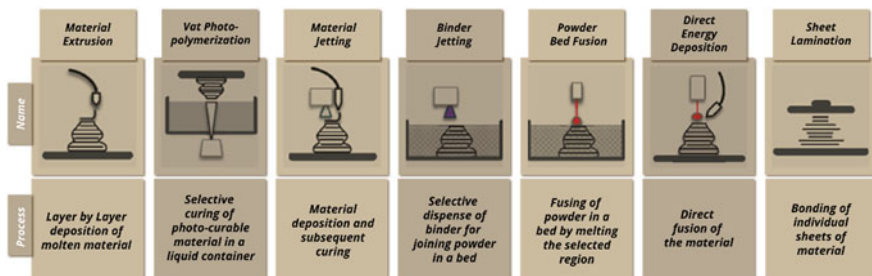 Material
Extrusion
Vat Photo-
polymerization
Material
Jetting
Binder
Jetting
Powder
Bed Fusion
Direct
Energy
Deposition
Sheet
Lamination
Name
Process
Layer by Layer
deposition of
molten material
Selective
curing of
photo-curable
material in a
liquid container
Material
deposition and
subsequent
curing
Selective
dispense of
binder for
joining powder
in a bed
Fusing of
powder in a
bed by melting
the selected
region
Direct
fusion of
the material
Bonding of
individual
sheets of
material